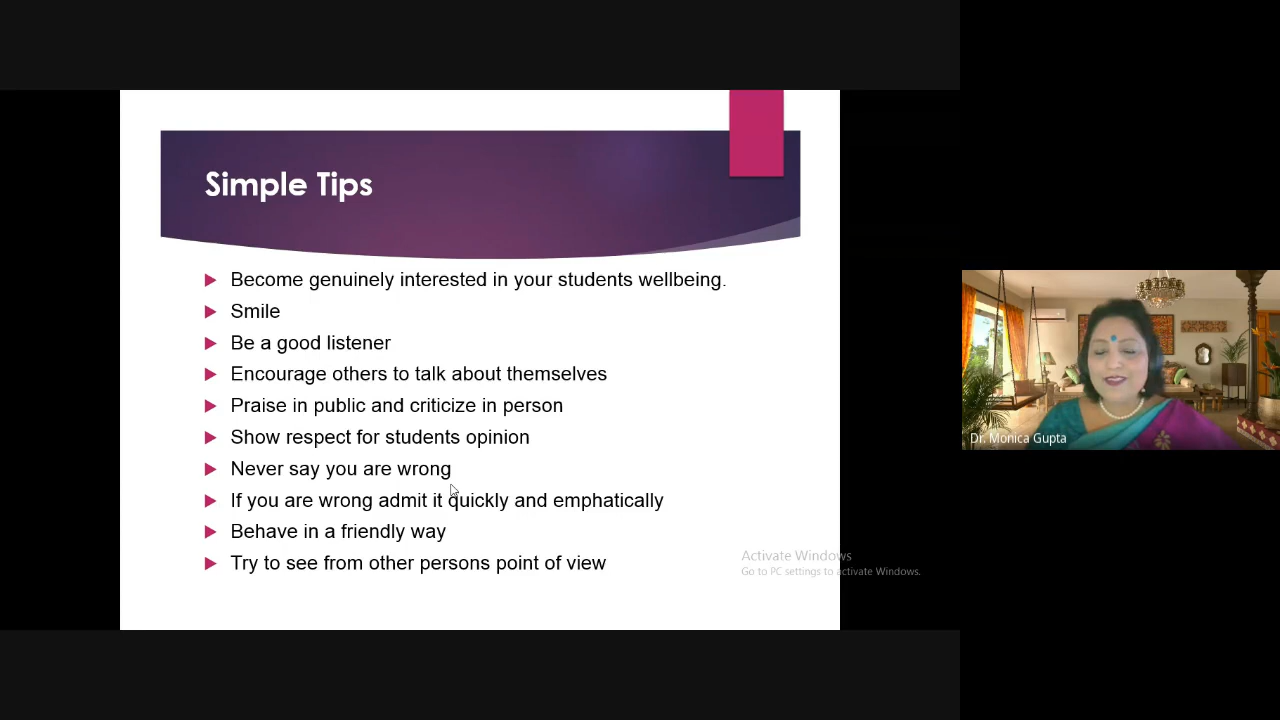 Simple Tips
Become genuinely interested in your students wellbeing.
Smile
Be a good listener
Encourage others to talk about themselves
Praise in public and criticize in person
Show respect for students opinion
Never say you are wrong
If you are wrong admit it quickly and emphatically
Behave in a friendly way
Try to see from other persons point of view
Activate Windows
Go to PC settings to activate Windows.
Dr. Monica Gupta